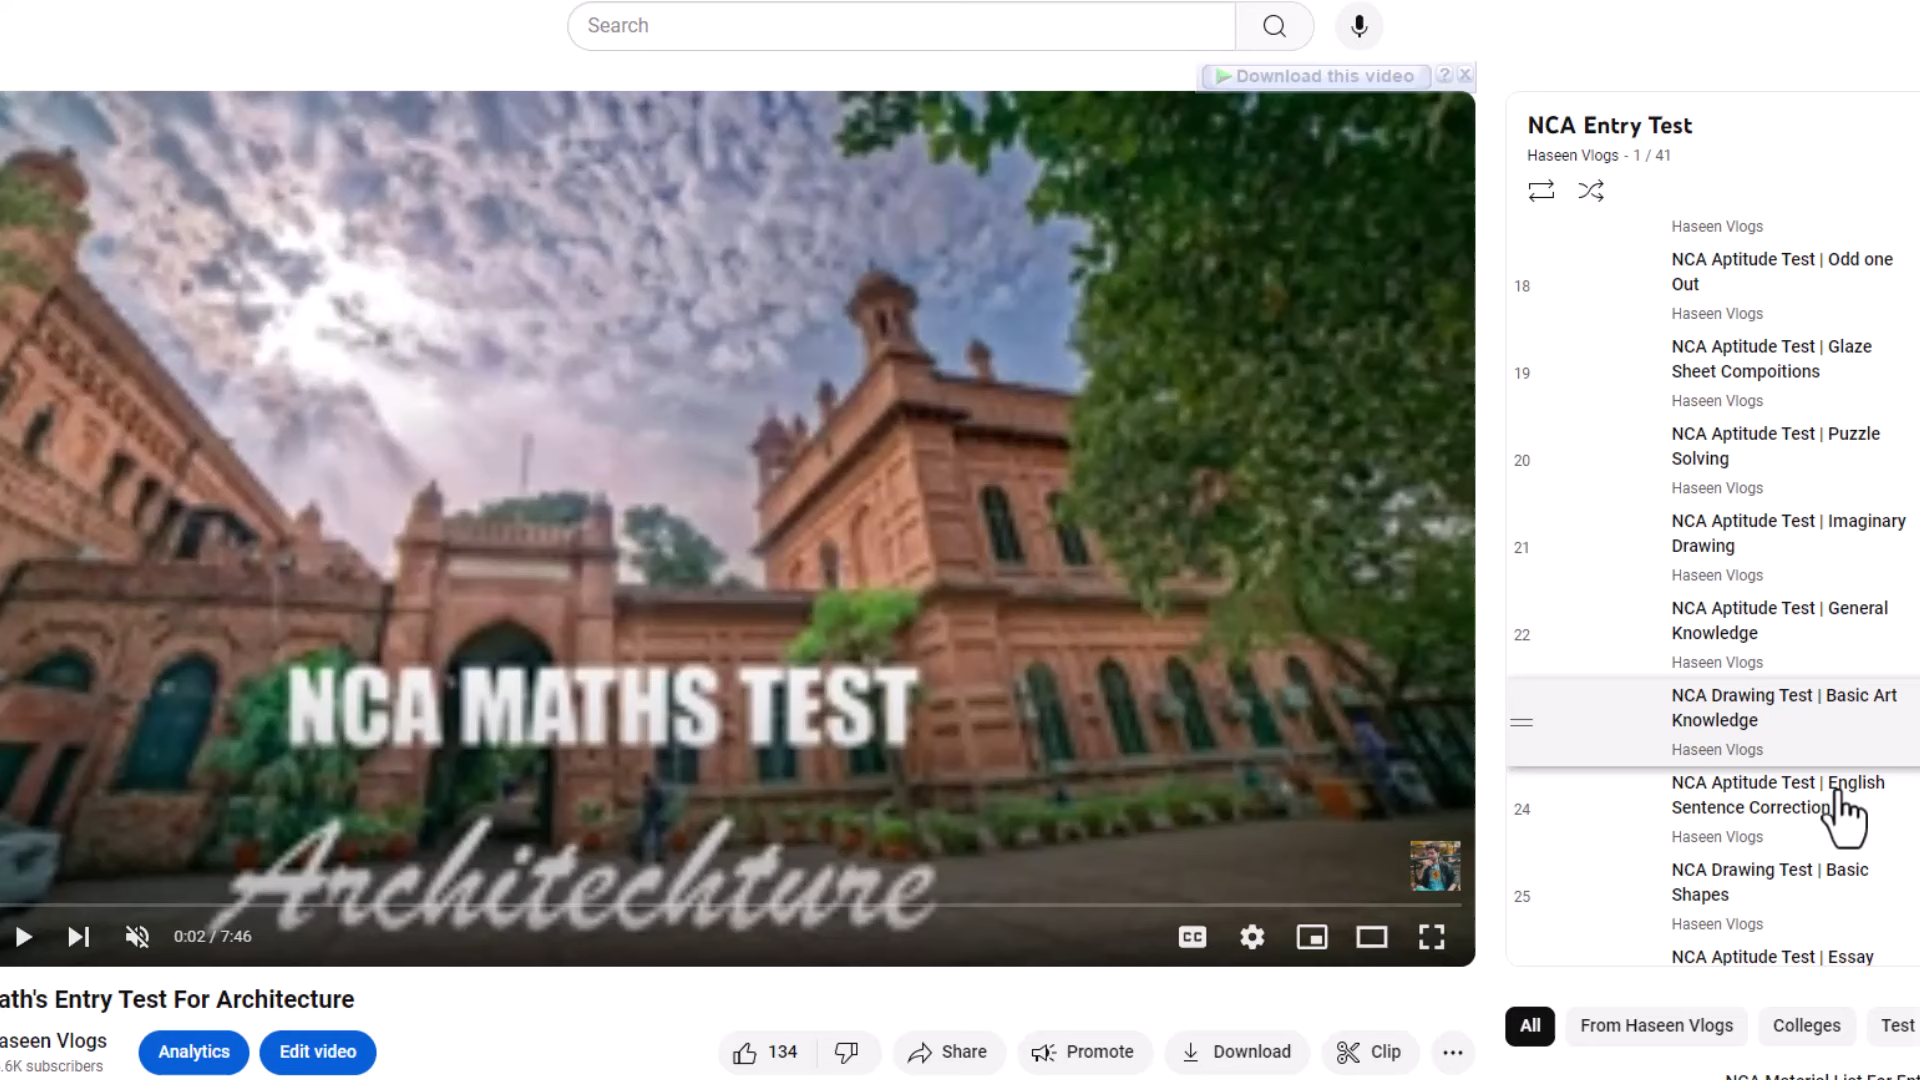 Search
Download this video
?
X
NCA Entry Test
Haseen Vlogs - 1 / 41
Haseen Vlogs
18
NCA Aptitude Test | Odd one
Out
Haseen Vlogs
19
NCA Aptitude Test | Glaze
Sheet Compoitions
Haseen Vlogs
20
NCA Aptitude Test | Puzzle
Solving
Haseen Vlogs
21
NCA Aptitude Test | Imaginary
Drawing
Haseen Vlogs
22
NCA Aptitude Test | General
Knowledge
Haseen Vlogs
NCA Drawing Test | Basic Art
Knowledge
Haseen Vlogs
24
NCA Aptitude Test | English
Sentence Correction
Haseen Vlogs
25
NCA Drawing Test | Basic
Shapes
Haseen Vlogs
NCA Aptitude Test | Essay
NCA MATHS TEST
Architechture
0:02 / 7:46
CC
ath's Entry Test For Architecture
aseen Vlogs
.6K subscribers
Analytics
Edit video
134
Share
Promote
Download
Clip
All
From Haseen Vlogs
Colleges
Test